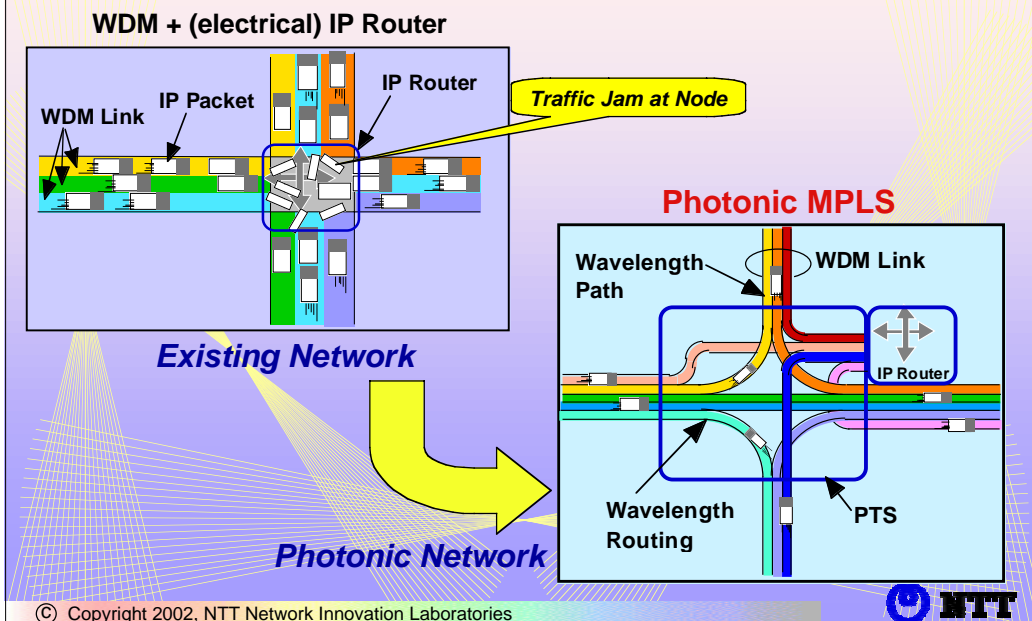 WDM + (electrical) IP Router
IP Router
Traffic Jam at Node
IP Packet
WDM Link
Existing Network
Photonic MPLS
Wavelength
Path
WDM Link
IP Router
Wavelength
Routing
PTS
Photonic Network
© Copyright 2002, NTT Network Innovation Laboratories
NTT